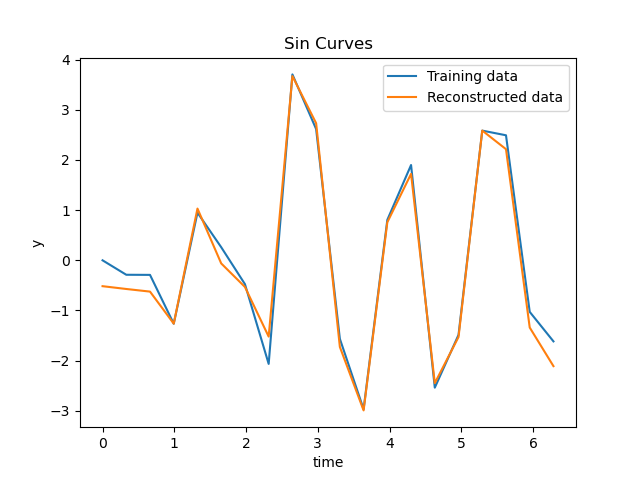 Sin Curves
Training data
Reconstructed data
4
3
2
1
0
−1
−2
−3
y
0 1 2 3 4 5 6
time